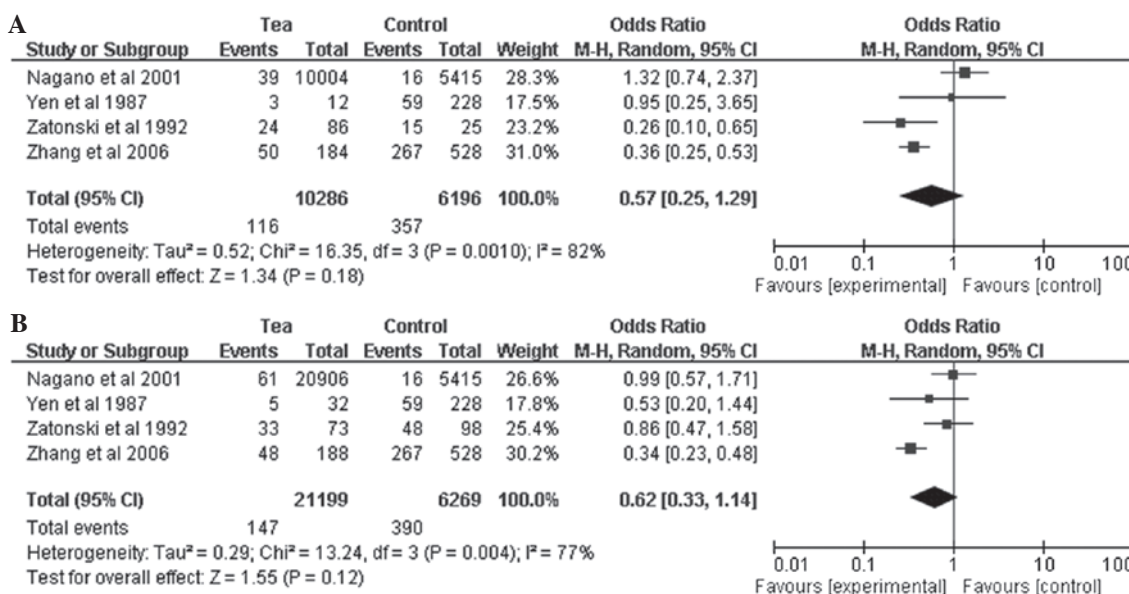 A
Tea Control Odds Ratio Odds Ratio
Study or Subgroup Events Total Events Total Weight M-H, Random, 95% CI M-H, Random, 95% CI
Nagano et al 2001 39 10004 16 5415 28.3% 1.32 [0.74, 2.37]
Yen et al 1987 3 12 59 228 17.5% 0.95 [0.25, 3.65]
Zatonski et al 1992 24 86 15 25 23.2% 0.26 [0.10, 0.65]
Zhang et al 2006 50 184 267 528 31.0% 0.36 [0.25, 0.53]
Total (95% CI) 10286 6196 100.0% 0.57 [0.25, 1.29]
Total events 116 357
Heterogeneity: Tau² = 0.52; Chi² = 16.35, df = 3 (P = 0.0010); I² = 82%
Test for overall effect: Z = 1.34 (P = 0.18)
0.01 0.1 1 10 100
Favours [experimental] Favours [control]
B
Tea Control Odds Ratio Odds Ratio
Study or Subgroup Events Total Events Total Weight M-H, Random, 95% CI M-H, Random, 95% CI
Nagano et al 2001 61 20906 16 5415 26.6% 0.99 [0.57, 1.71]
Yen et al 1987 5 32 59 228 17.8% 0.53 [0.20, 1.44]
Zatonski et al 1992 33 73 48 98 25.4% 0.86 [0.47, 1.58]
Zhang et al 2006 48 188 267 528 30.2% 0.34 [0.23, 0.48]
Total (95% CI) 21199 6269 100.0% 0.62 [0.33, 1.14]
Total events 147 390
Heterogeneity: Tau² = 0.29; Chi² = 13.24, df = 3 (P = 0.004); I² = 77%
Test for overall effect: Z = 1.55 (P = 0.12)
0.01 0.1 1 10 100
Favours [experimental] Favours [control]